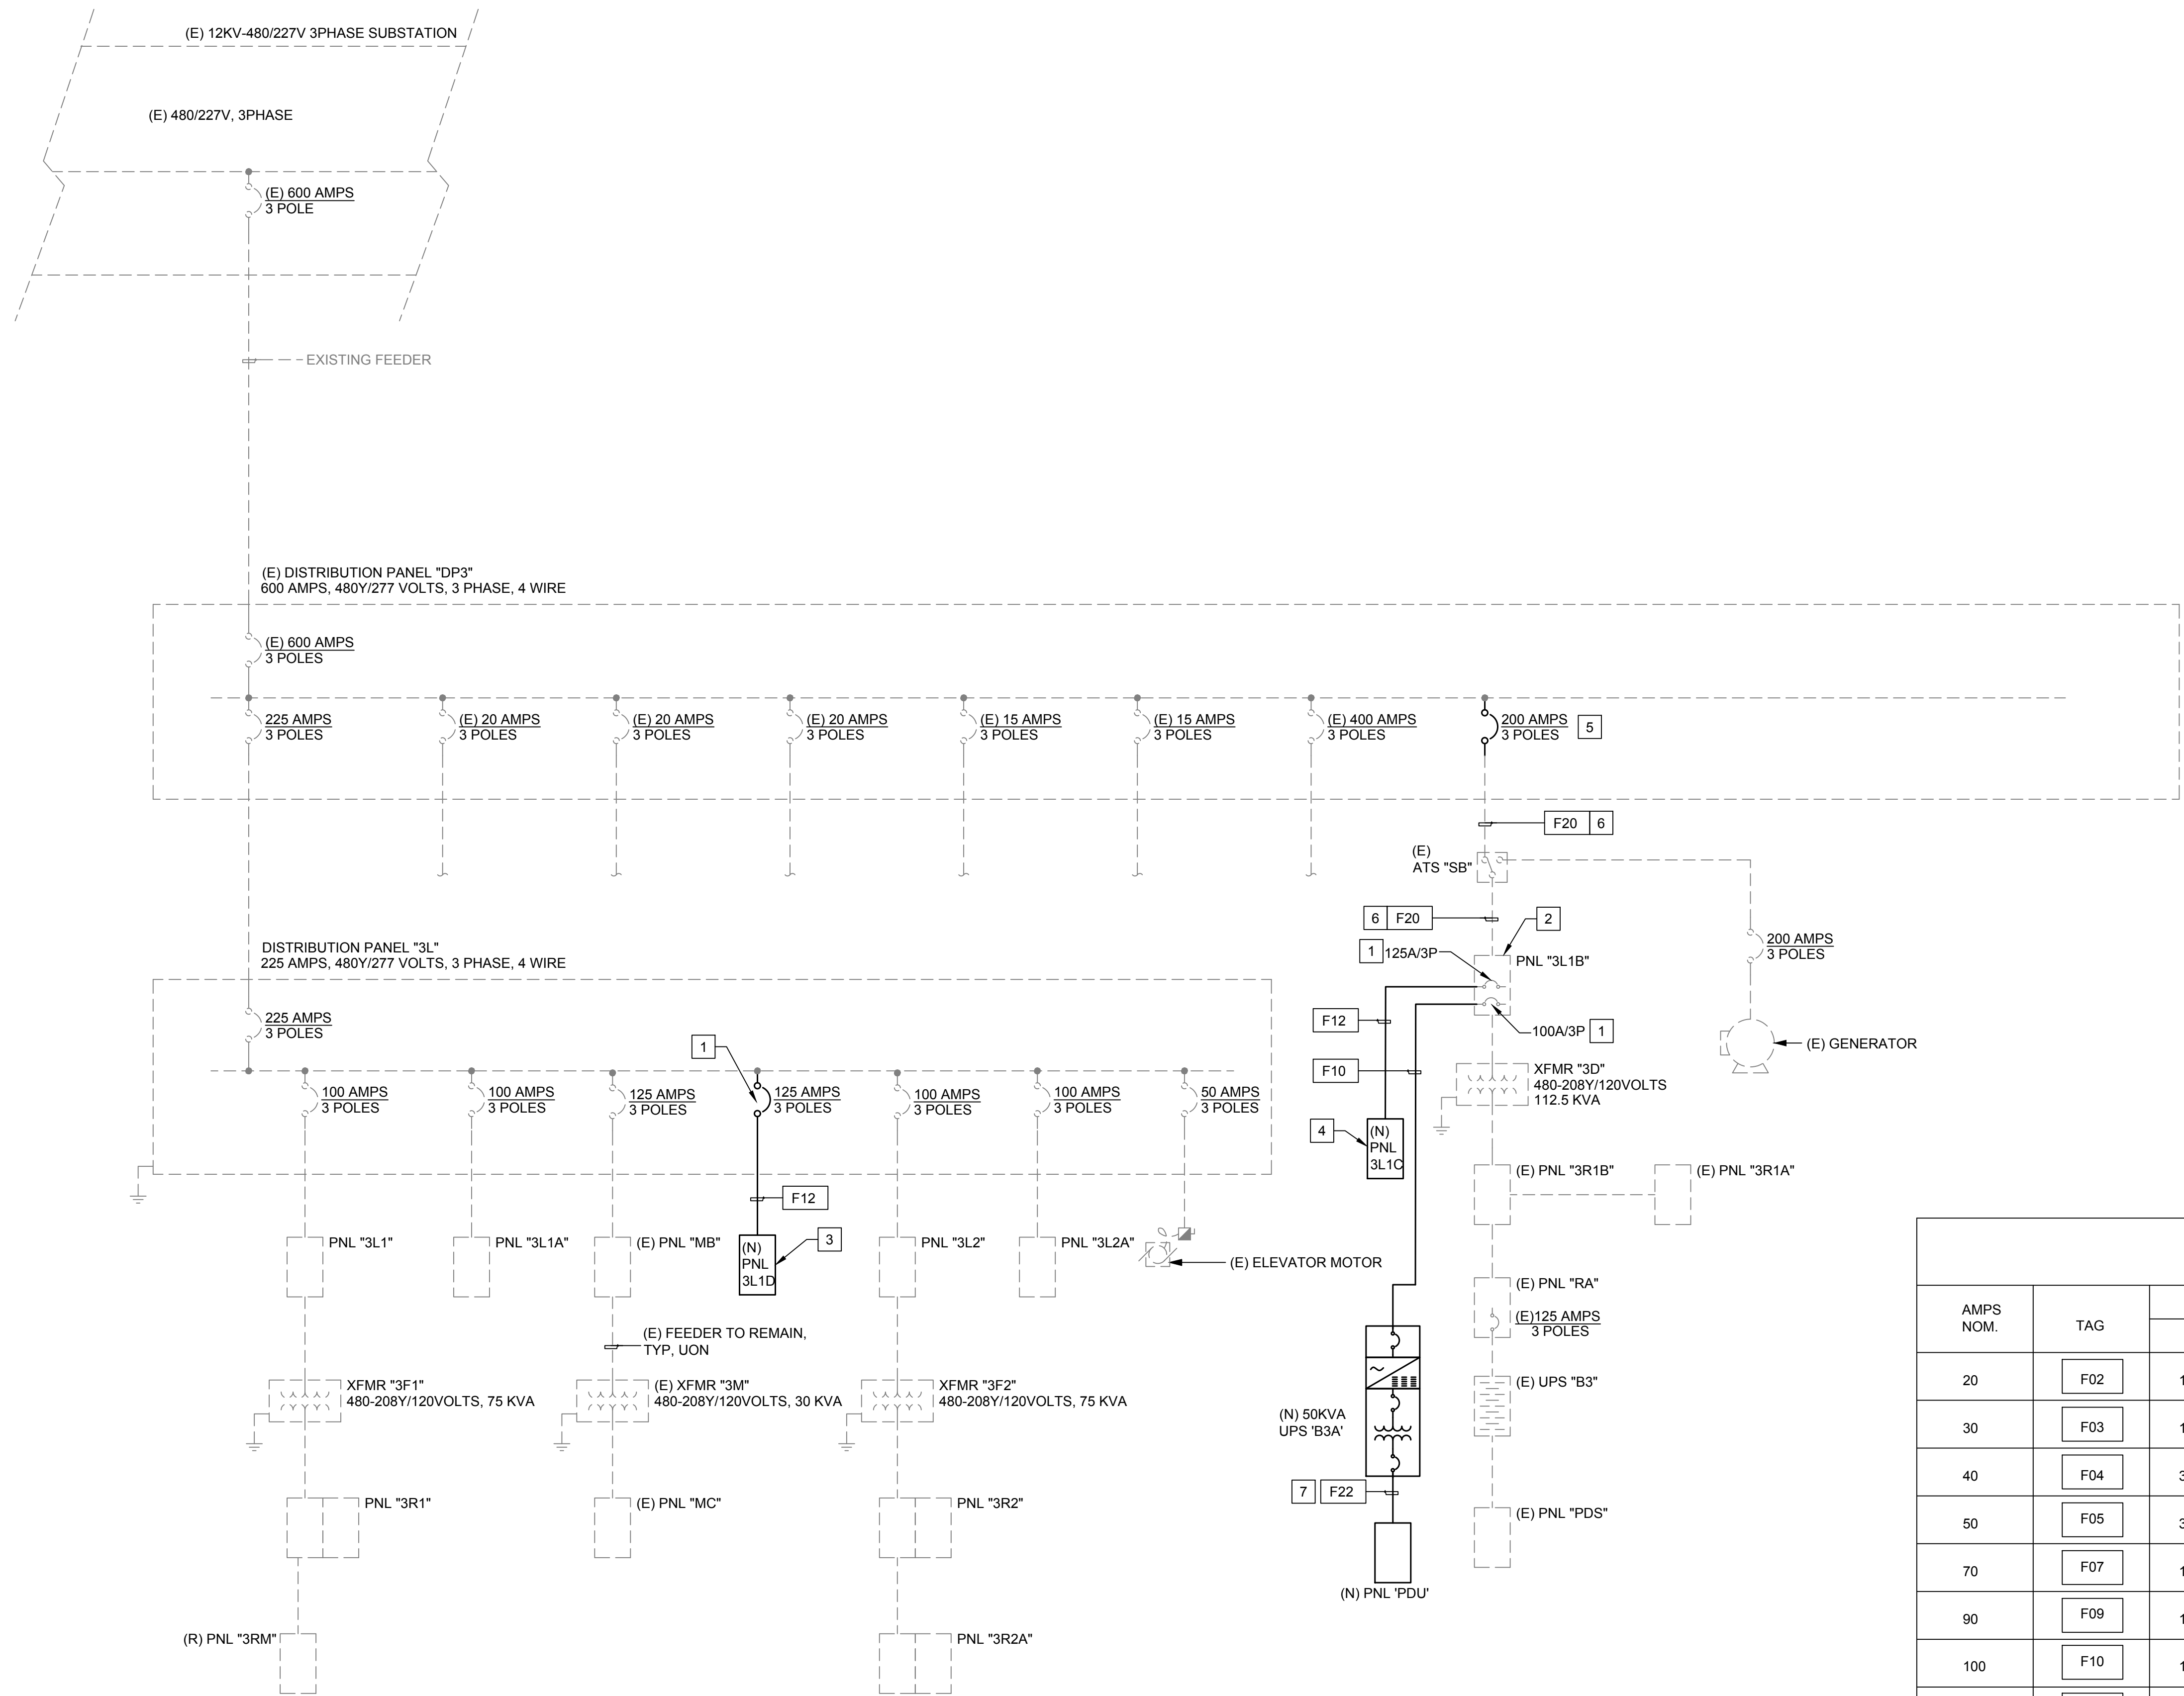 (E) 12KV-480/227V 3PHASE SUBSTATION
(E) 480/227V, 3PHASE
(E) 600 AMPS
3 POLE
EXISTING FEEDER
(E) DISTRIBUTION PANEL "DP3"
600 AMPS, 480Y/277 VOLTS, 3 PHASE, 4 WIRE
(E) 600 AMPS
3 POLES
225 AMPS
3 POLES
(E) 20 AMPS
3 POLES
(E) 20 AMPS
3 POLES
(E) 20 AMPS
3 POLES
(E) 15 AMPS
3 POLES
(E) 15 AMPS
3 POLES
(E) 400 AMPS
3 POLES
200 AMPS
3 POLES
5
F20 6
(E)
ATS "SB"
6 F20
2
1 125A/3P
PNL "3L1B"
200 AMPS
3 POLES
F12
100A/3P 1
(E) GENERATOR
F10
XFMR "3D"
480-208Y/120VOLTS
112.5 KVA
4
(N)
PNL
3L1C
(E) PNL "3R1B"
(E) PNL "3R1A"
DISTRIBUTION PANEL "3L"
225 AMPS, 480Y/277 VOLTS, 3 PHASE, 4 WIRE
225 AMPS
3 POLES
1
100 AMPS
3 POLES
100 AMPS
3 POLES
125 AMPS
3 POLES
125 AMPS
3 POLES
100 AMPS
3 POLES
100 AMPS
3 POLES
50 AMPS
3 POLES
F12
PNL "3L1"
PNL "3L1A"
(E) PNL "MB"
(N)
PNL
3L1D
3
PNL "3L2"
PNL "3L2A"
(E) ELEVATOR MOTOR
(E) FEEDER TO REMAIN,
TYP, UON
XFMR "3F1"
480-208Y/120VOLTS, 75 KVA
(E) XFMR "3M"
480-208Y/120VOLTS, 30 KVA
XFMR "3F2"
480-208Y/120VOLTS, 75 KVA
PNL "3R1"
(E) PNL "MC"
PNL "3R2"
(R) PNL "3RM"
PNL "3R2A"
(E) PNL "RA"
(E)125 AMPS
3 POLES
(E) UPS "B3"
(E) PNL "PDS"
(N) 50KVA
UPS 'B3A'
7 F22
(N) PNL 'PDU'
AMPS
NOM.
TAG
20 F02
30 F03
40 F04
50 F05
70 F07
90 F09
100 F10